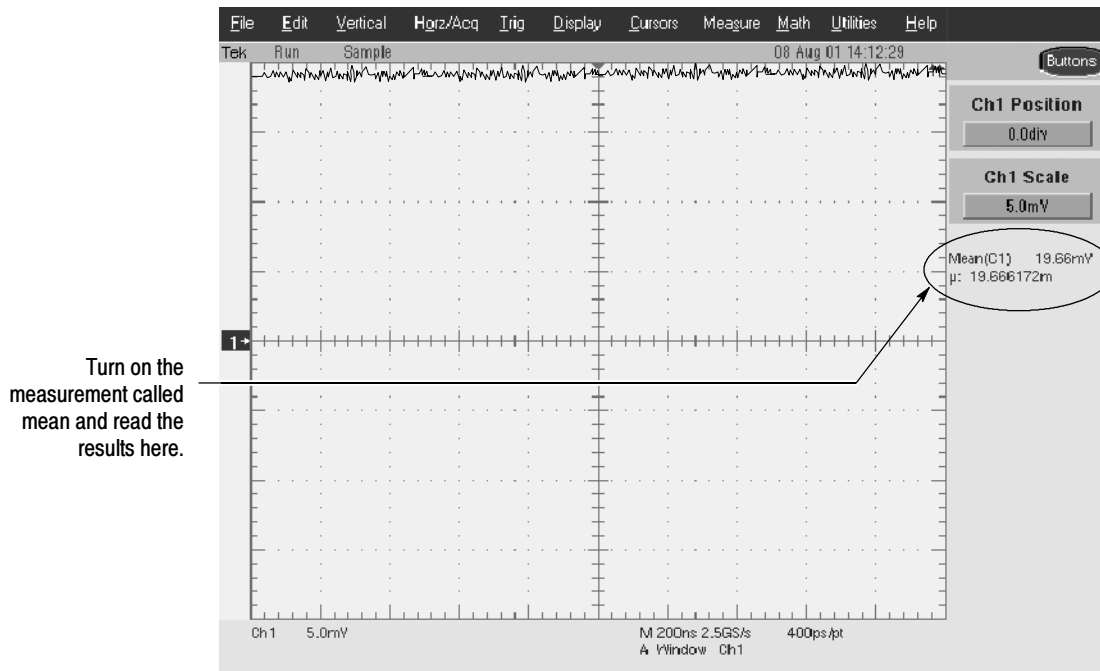 File Edit Vertical Horz/Acq Trig Display Cursors Measure Math Utilities Help
Tek Run Sample 08 Aug 01 14:12:29
Buttons
Ch1 Position
0.0div
Ch1 Scale
5.0mV
Mean(C1) 19.66mV
µ: 19.666172m
1
Turn on the
measurement called
mean and read the
results here.
Ch1 5.0mV M 200ns 2.5GS/s 400ps/pt
A Window Ch1